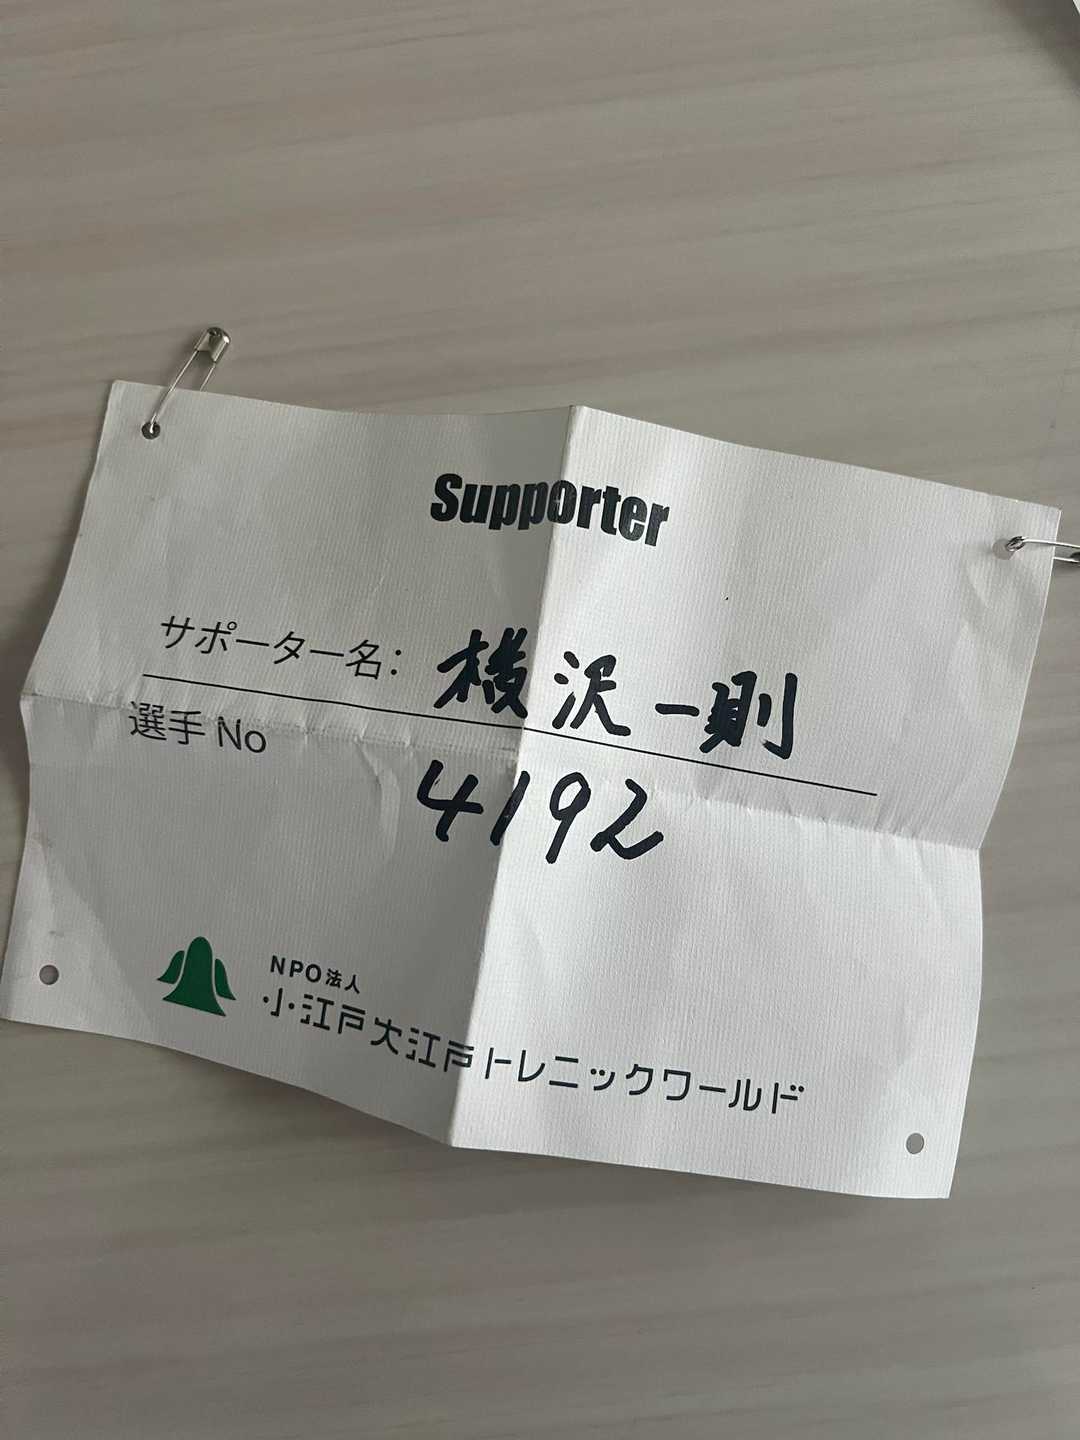 Supporter
サポーター名: 横沢一則
選手 No 4192
NPO法人
小江戸大江戸トレニックワールド